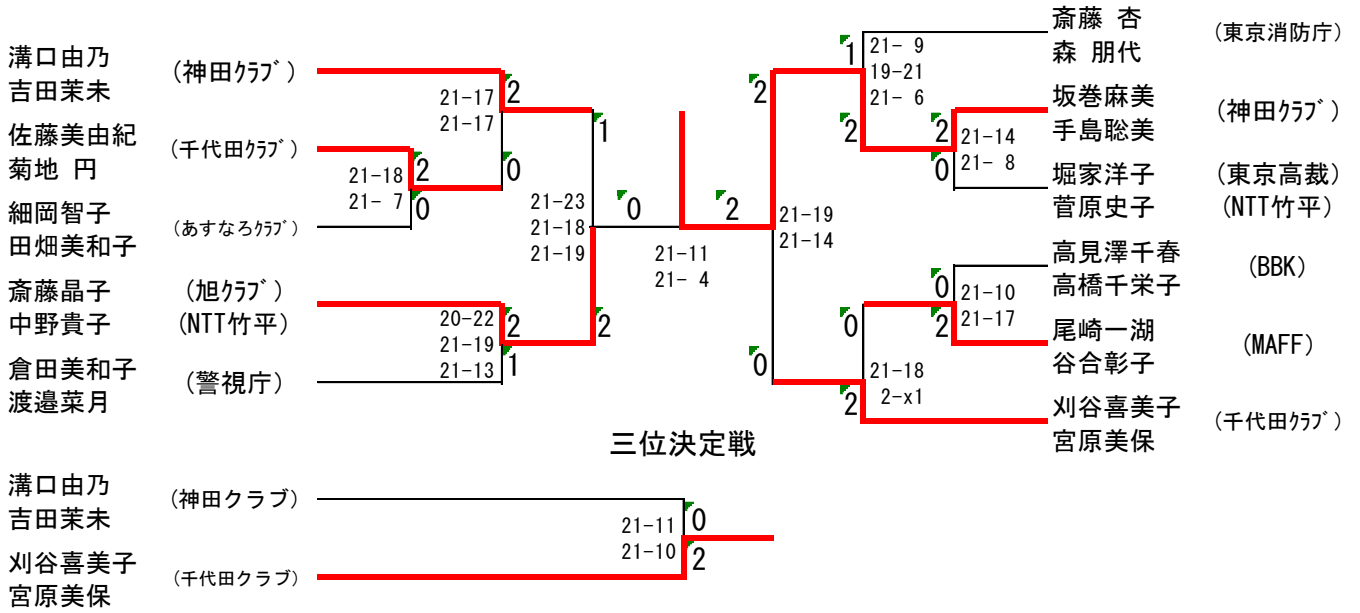 溝口由乃
吉田茉未
(神田ｸﾗﾌﾞ)
佐藤美由紀
菊地 円
(千代田ｸﾗﾌﾞ)
細岡智子
田畑美和子
(あすなろｸﾗﾌﾞ)
斎藤晶子
中野貴子
(旭ｸﾗﾌﾞ)
(NTT竹平)
倉田美和子
渡邉菜月
(警視庁)
21-18
21- 7
2
0
21-17
21-17
2
0
20-22
21-19
21-13
2
1
21-23
21-18
21-19
1
2
0
2
21-11
21- 4
斎藤 杏
森 朋代
(東京消防庁)
坂巻麻美
手島聡美
(神田ｸﾗﾌﾞ)
堀家洋子
菅原史子
(東京高裁)
(NTT竹平)
高見澤千春
高橋千栄子
(BBK)
尾崎一湖
谷合彰子
(MAFF)
刈谷喜美子
宮原美保
(千代田ｸﾗﾌﾞ)
1
21- 9
19-21
21- 6
2
2
21-14
21- 8
0
2
21-19
21-14
0
0
21-10
21-17
2
0
21-18
2-x1
2
三位決定戦
溝口由乃
吉田茉未
(神田クラブ)
刈谷喜美子
宮原美保
(千代田クラブ)
21-11
21-10
0
2